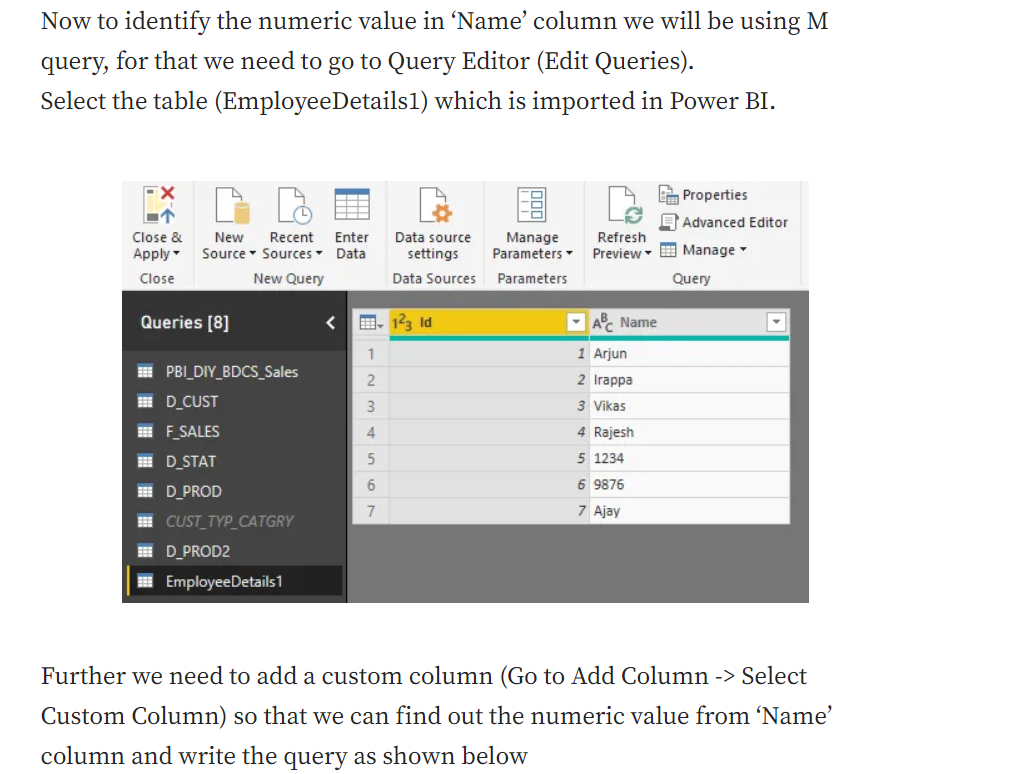 Now to identify the numeric value in ‘Name’ column we will be using M
query, for that we need to go to Query Editor (Edit Queries).
Select the table (EmployeeDetails1) which is imported in Power BI.
Close & Apply
New Source
Recent Sources
Enter Data
Data source settings
Manage Parameters
Refresh Preview
Properties
Advanced Editor
Manage
Close
New Query
Data Sources
Parameters
Query
Queries [8]
PBI_DIY_BDCS_Sales
D_CUST
F_SALES
D_STAT
D_PROD
CUST_TYP_CATGRY
D_PROD2
EmployeeDetails1
123 Id ABC Name
1 1 Arjun
2 2 Irappa
3 3 Vikas
4 4 Rajesh
5 5 1234
6 6 9876
7 7 Ajay
Further we need to add a custom column (Go to Add Column -> Select
Custom Column) so that we can find out the numeric value from ‘Name’
column and write the query as shown below